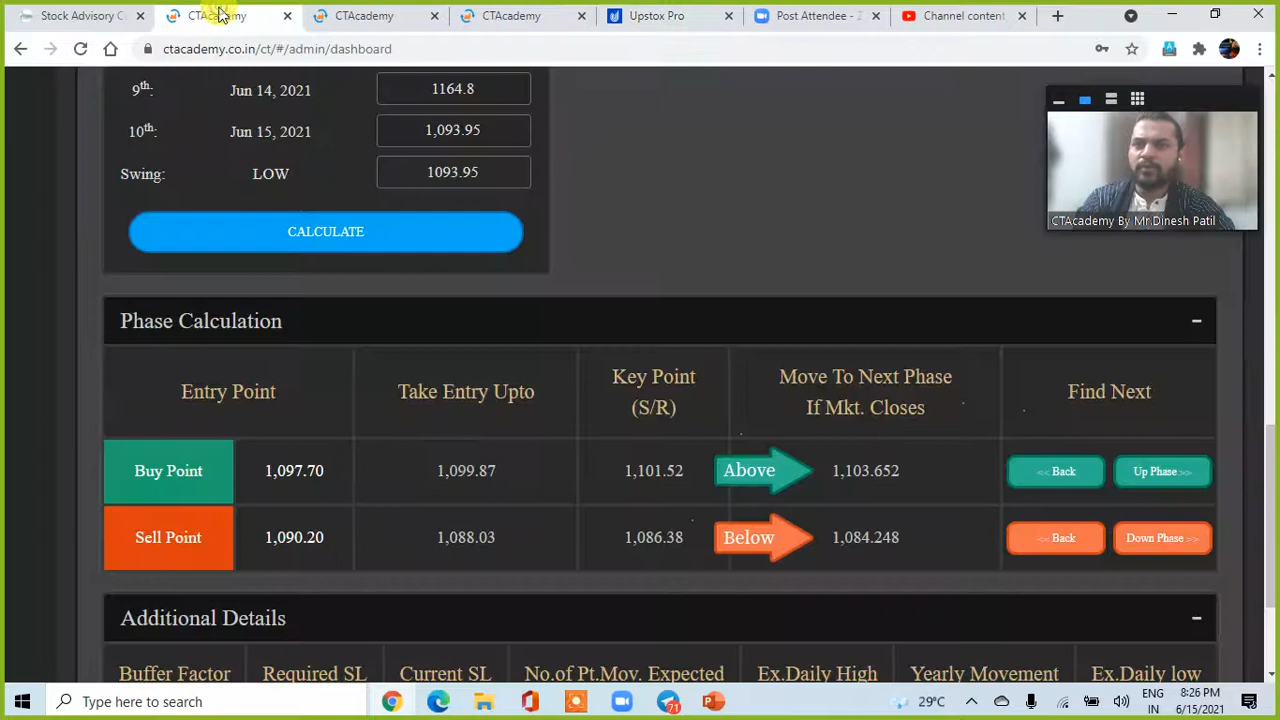 Stock Advisory C
CTAcademy
CTAcademy
CTAcademy
Upstox Pro
Post Attendee - Z
Channel content
ctacademy.co.in/ct/#/admin/dashboard
9th: Jun 14, 2021 1164.8
10th: Jun 15, 2021 1,093.95
Swing: LOW 1093.95
CALCULATE
CTAcademy By Mr.Dinesh Patil
Phase Calculation
Entry Point Take Entry Upto Key Point (S/R) Move To Next Phase If Mkt. Closes Find Next
Buy Point 1,097.70 1,099.87 1,101.52 Above 1,103.652 << Back Up Phase >>
Sell Point 1,090.20 1,088.03 1,086.38 Below 1,084.248 << Back Down Phase >>
Additional Details
Buffer Factor Required SL Current SL No.of Pt.Mov. Expected Ex.Daily High Yearly Movement Ex.Daily low
Type here to search
71
29°C
ENG
IN
8:26 PM
6/15/2021